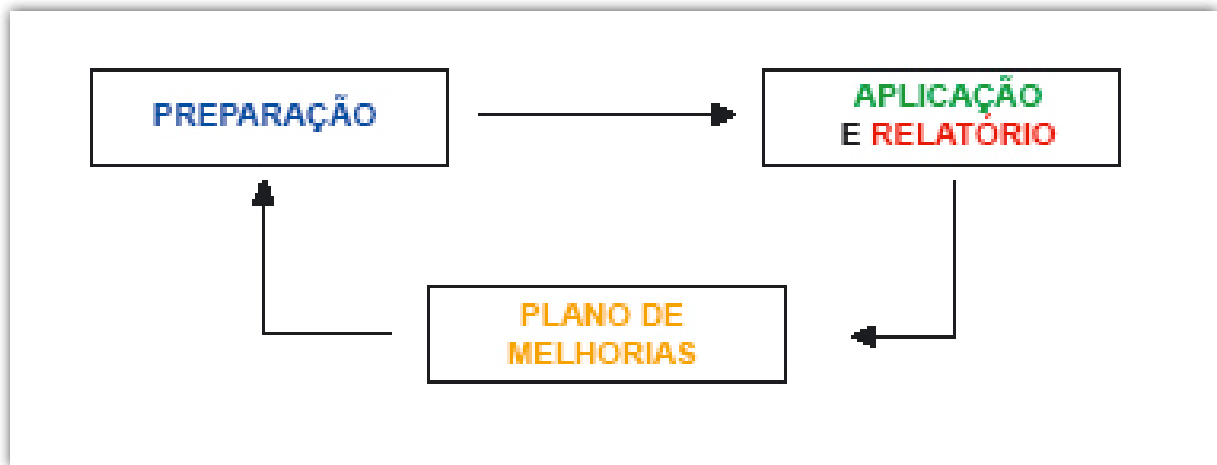 PREPARAÇÃO
APLICAÇÃO
E RELATÓRIO
PLANO DE
MELHORIAS